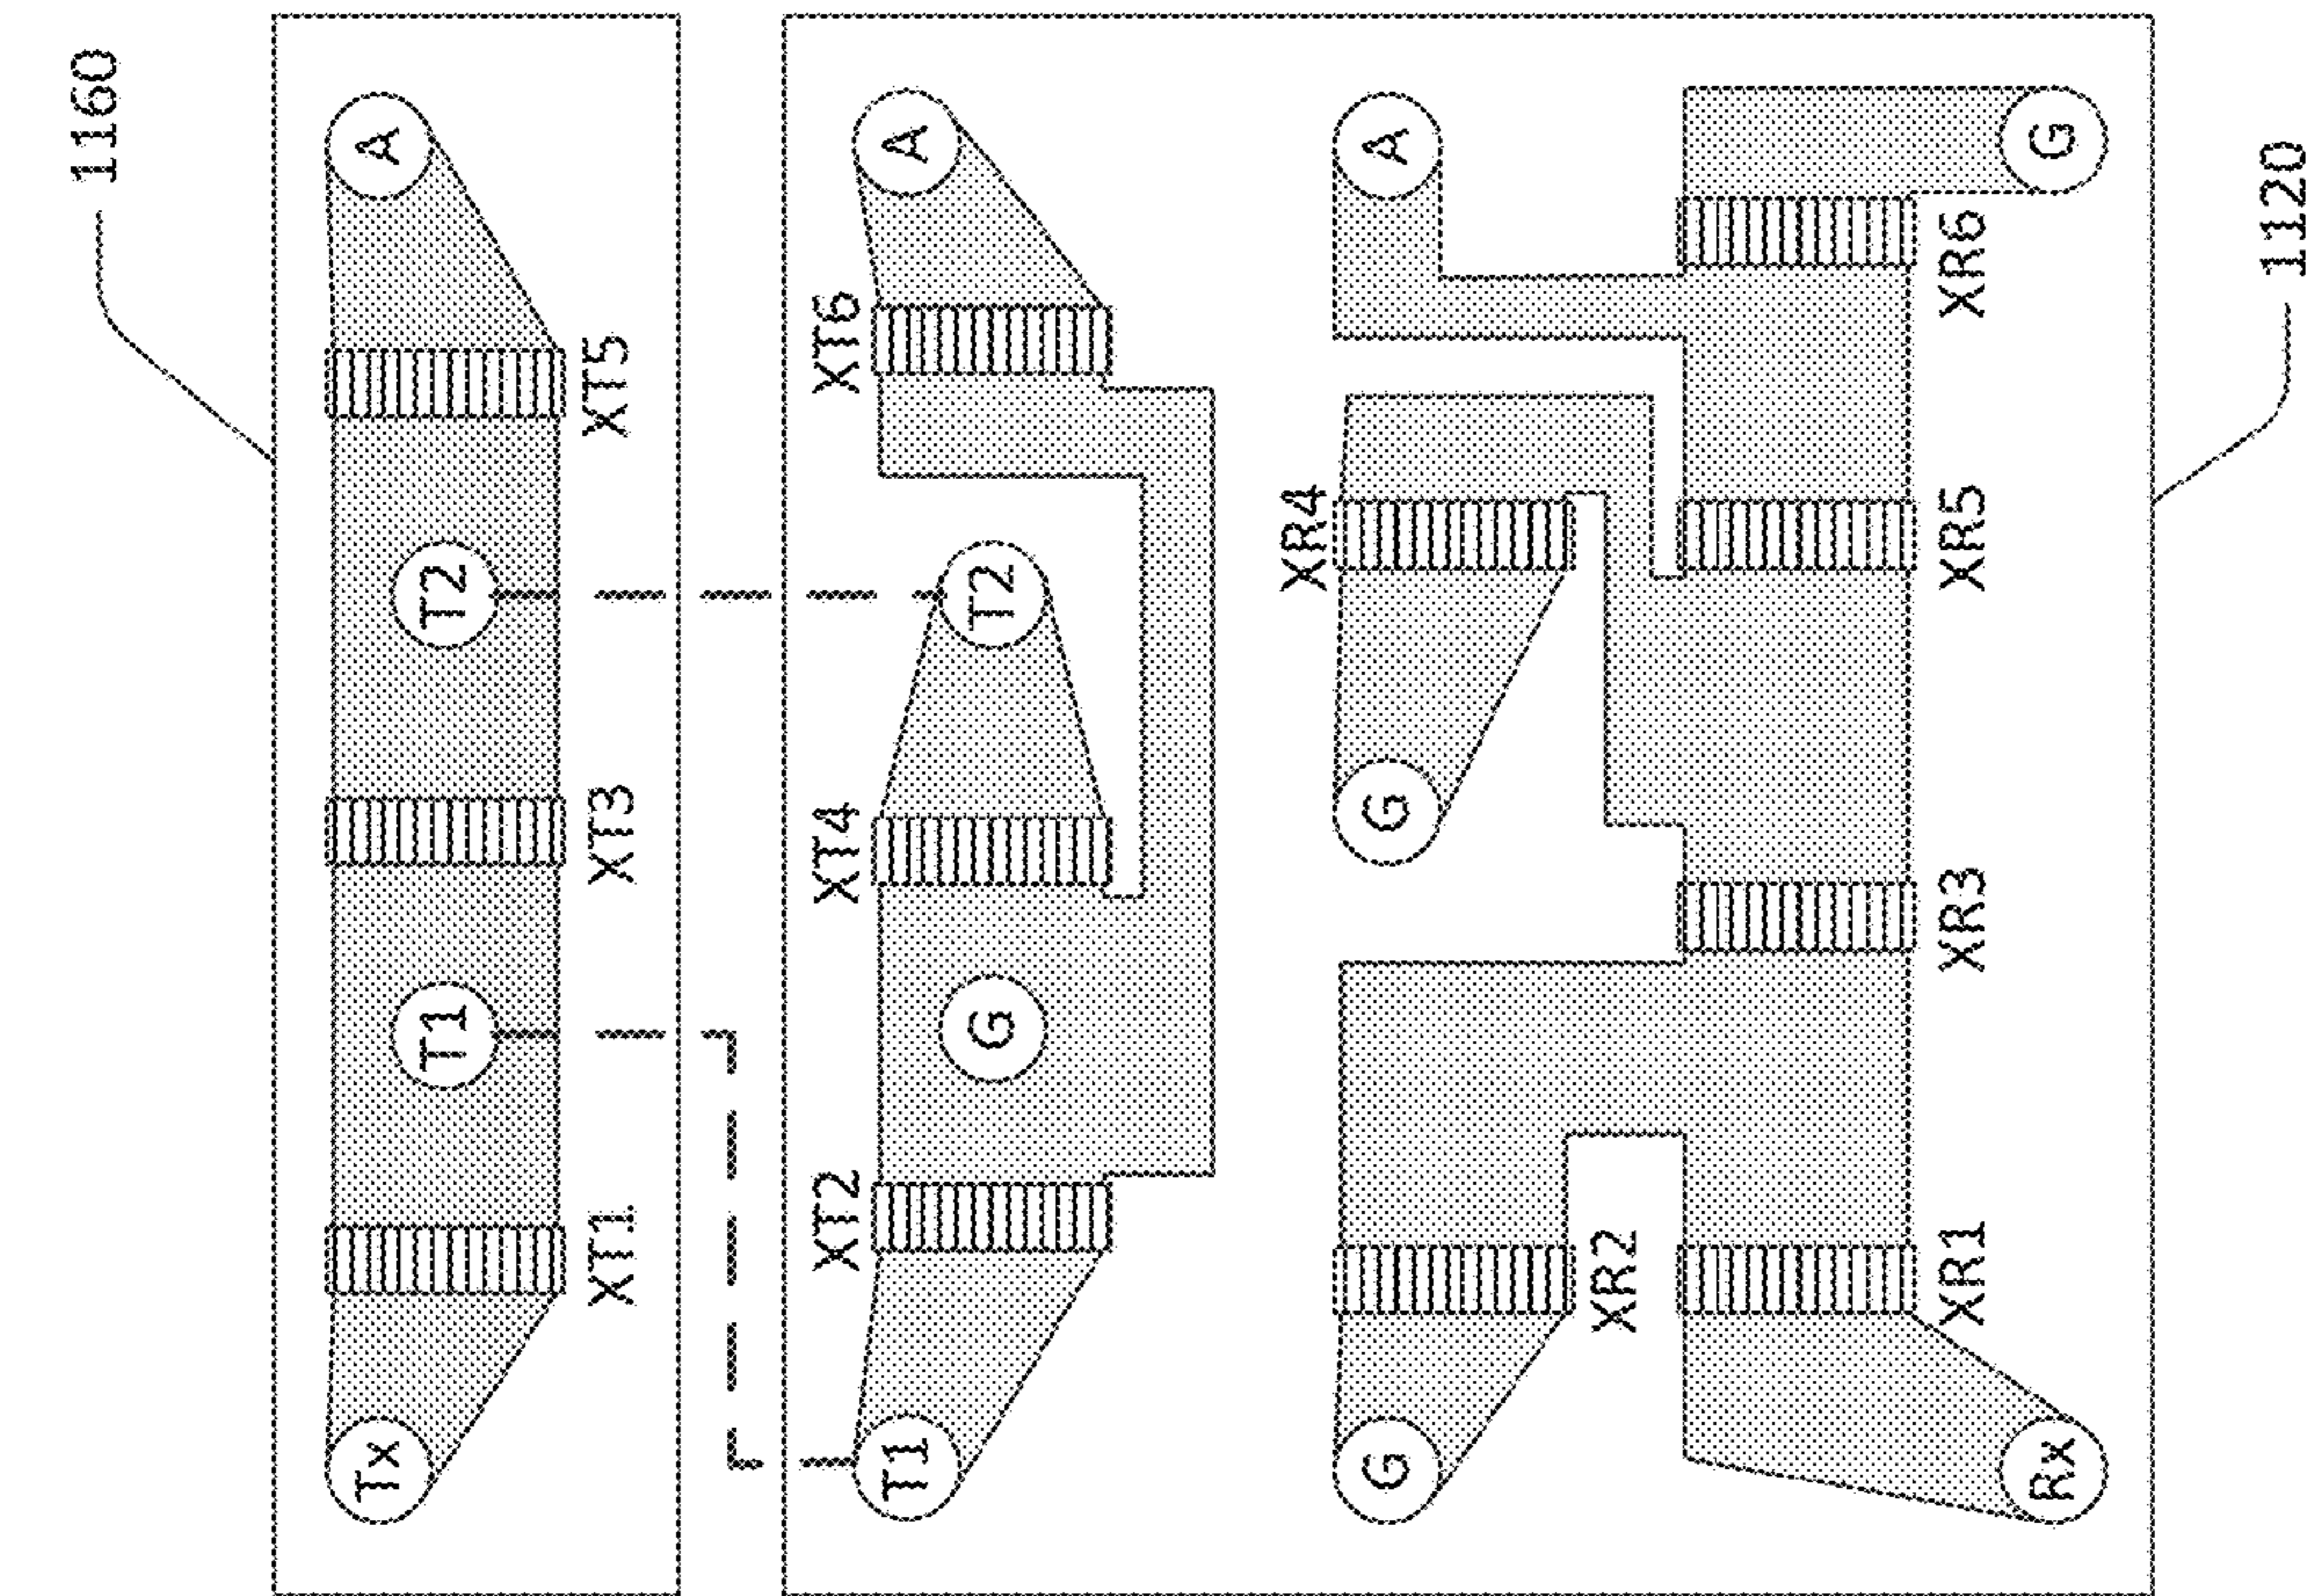 1160
A
XT5
T2
XT3
T1
XT1
Tx
A
XT6
T2
XT4
G
XT2
T1
A
XR4
G
XR2
G
G
XR6
XR5
XR3
XR1
Rx
1120